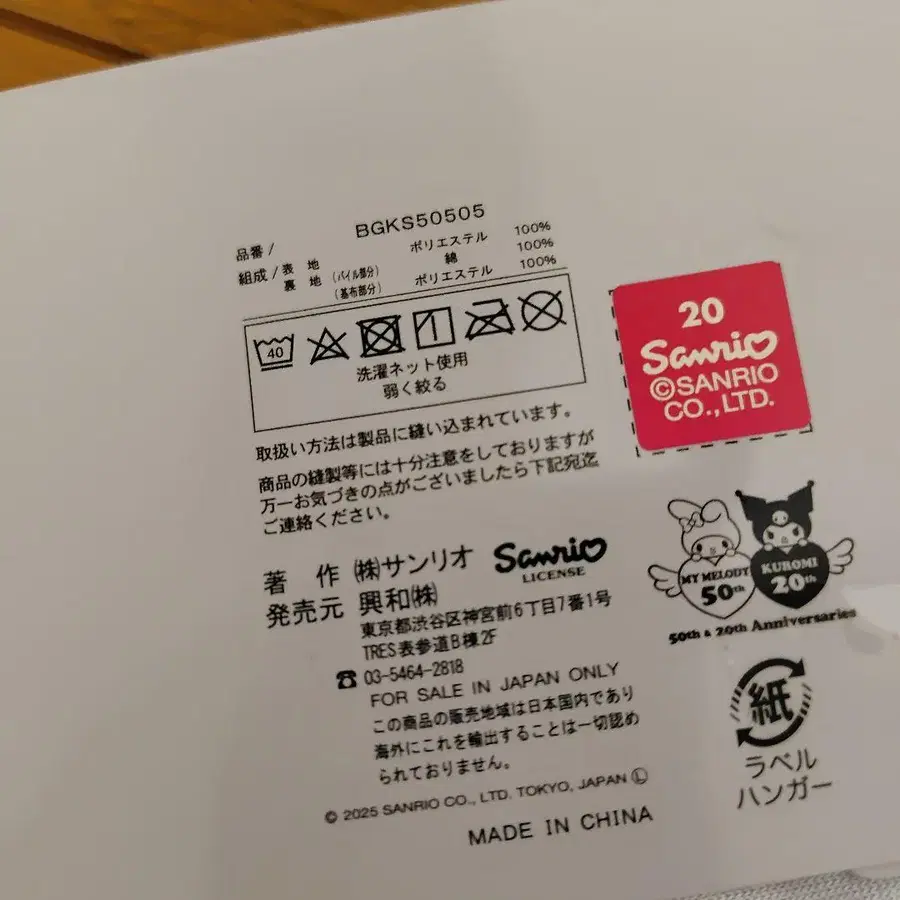 品番 / BGKS50505
組成 / 表 地 ポリエステル 100%
裏 地 (パイル部分) 綿 100%
(基布部分) ポリエステル 100%
40
洗濯ネット使用
弱く絞る
取扱い方法は製品に縫い込まれています。
商品の縫製等には十分注意をしておりますが
万一お気づきの点がございましたら下記宛迄
ご連絡ください。
著 作 ㈱サンリオ Sanrio
LICENSE
発売元 興和㈱
東京都渋谷区神宮前6丁目7番1号
TRES表参道B棟2F
☎ 03-5464-2818
FOR SALE IN JAPAN ONLY
この商品の販売地域は日本国内であり
海外にこれを輸出することは一切認め
られておりません。
© 2025 SANRIO CO., LTD. TOKYO, JAPAN Ⓛ
MADE IN CHINA
20
Sanrio
©SANRIO
CO., LTD.
MY MELODY
50th
KUROMI
20th
50th & 20th Anniversaries
紙
ラベル
ハンガー